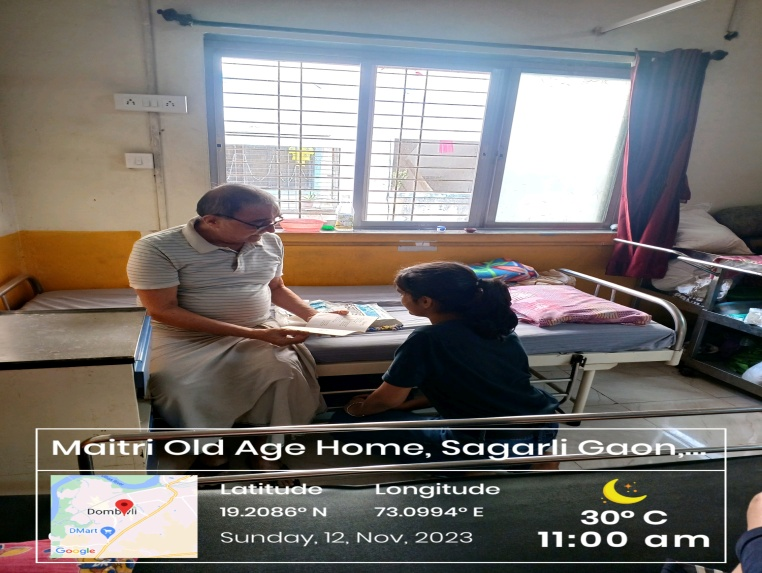 Maitri Old Age Home, Sagarli Gaon,...
Latitude Longitude
19.2086° N 73.0994° E
Sunday, 12, Nov, 2023
30° C
11:00 am
Dombivli
DMart
Google